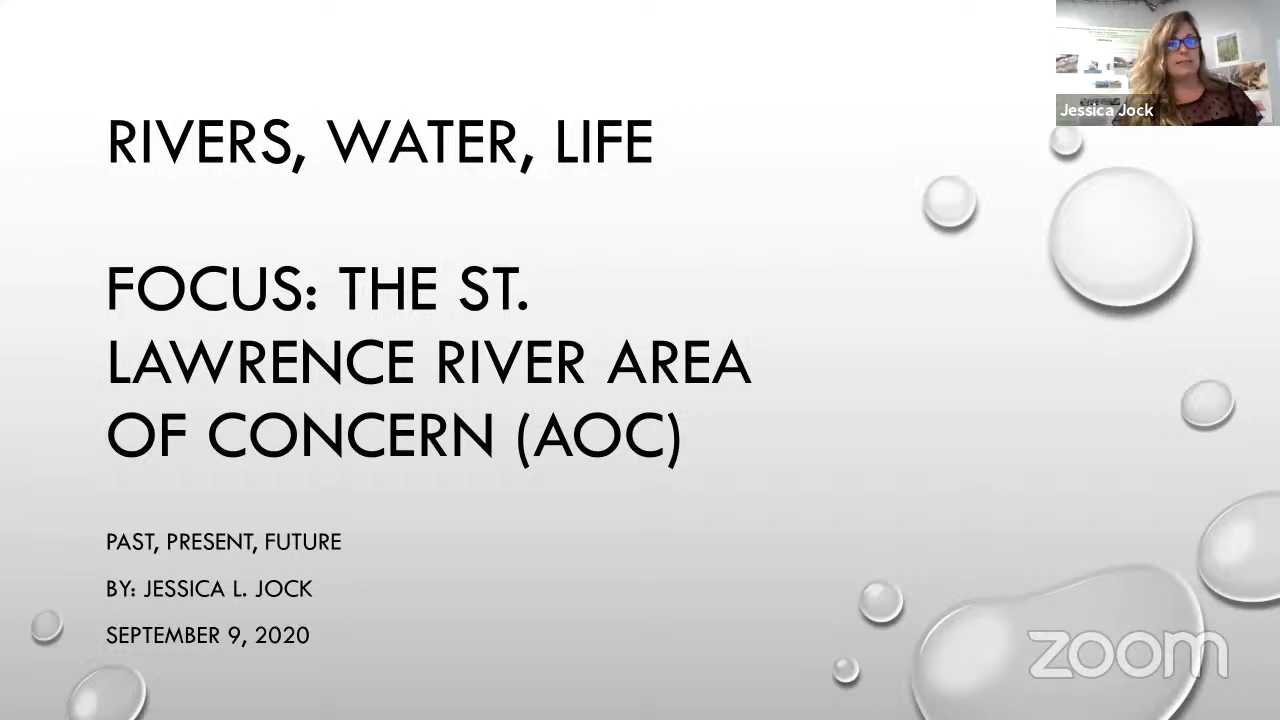 Jessica Jock
RIVERS, WATER, LIFE
FOCUS: THE ST.
LAWRENCE RIVER AREA
OF CONCERN (AOC)
PAST, PRESENT, FUTURE
BY: JESSICA L. JOCK
SEPTEMBER 9, 2020
zoom